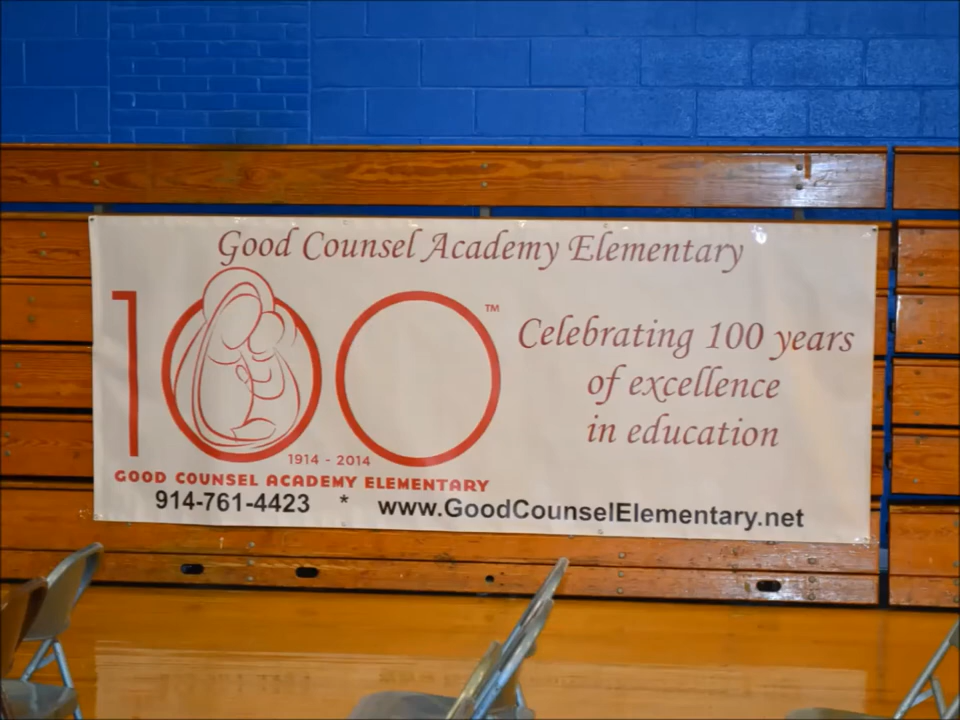 Good Counsel Academy Elementary
100 ™
Celebrating 100 years
of excellence
in education
1914 - 2014
GOOD COUNSEL ACADEMY ELEMENTARY
914-761-4423 * www.GoodCounselElementary.net